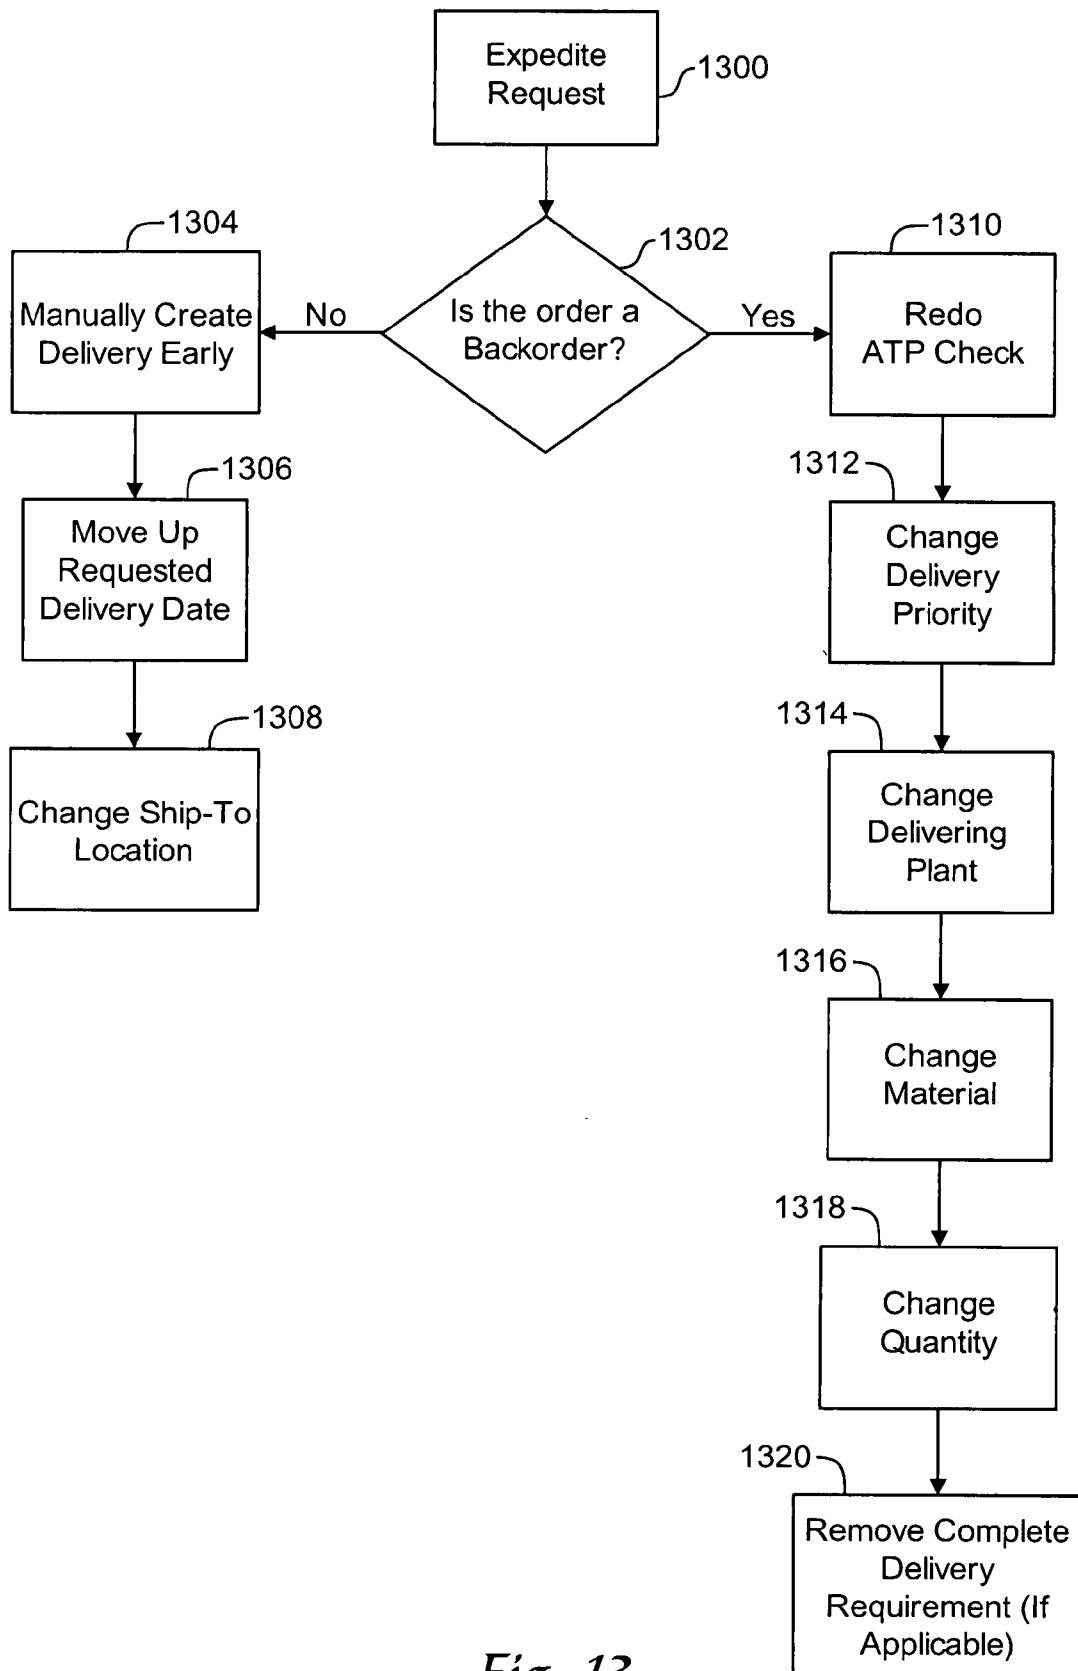 Expedite
Request
1300
1302
Is the order a
Backorder?
No
Yes
1304
Manually Create
Delivery Early
1306
Move Up
Requested
Delivery Date
1308
Change Ship-To
Location
1310
Redo
ATP Check
1312
Change
Delivery
Priority
1314
Change
Delivering
Plant
1316
Change
Material
1318
Change
Quantity
1320
Remove Complete
Delivery
Requirement (If
Applicable)
Fig. 13